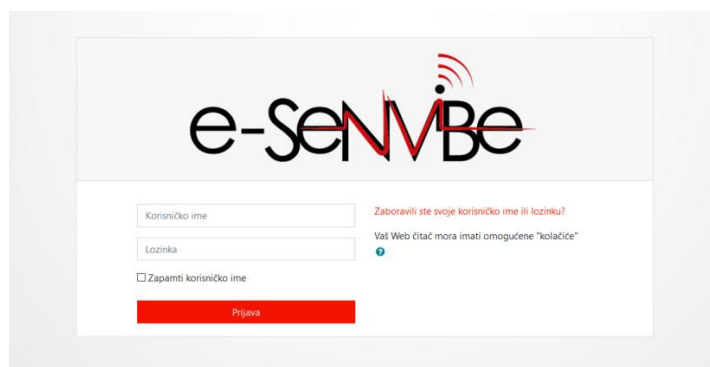 e-SeNViBe
Korisničko ime
Lozinka
Zapamti korisničko ime
Prijava
Zaboravili ste svoje korisničko ime ili lozinku?
Vaš Web čitač mora imati omogućene "kolačiće"
?